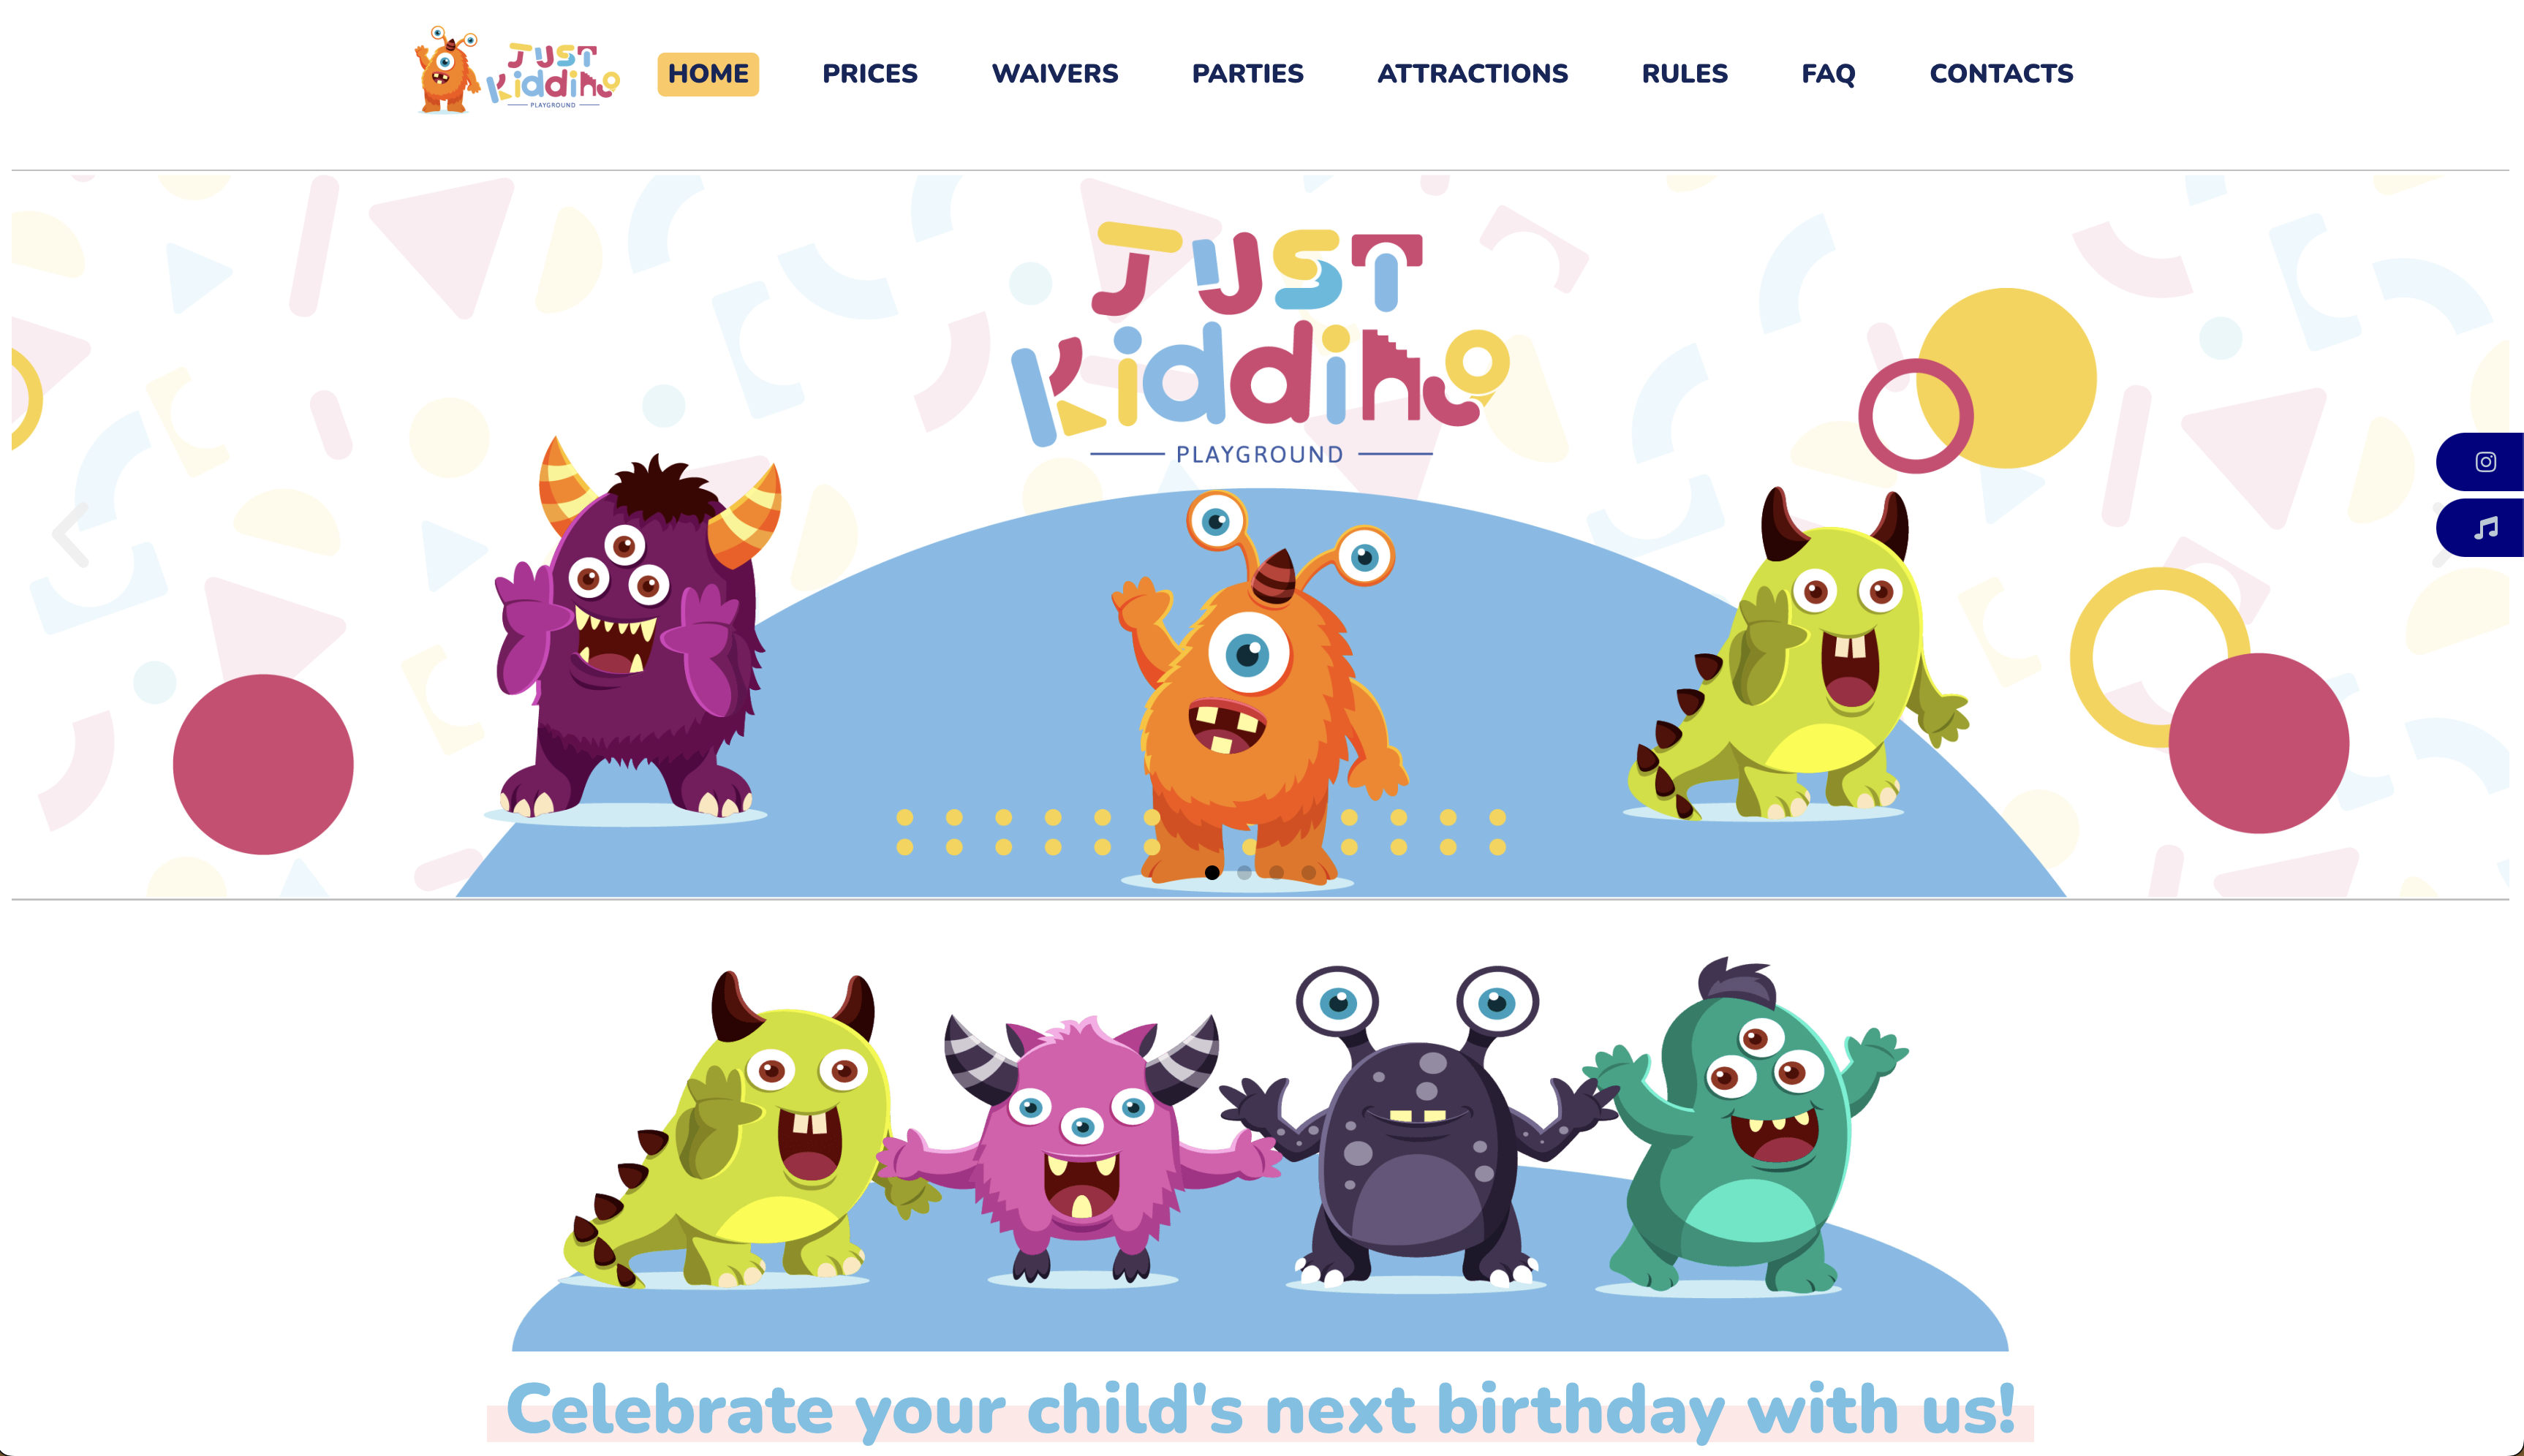 JUST
Kidding
PLAYGROUND
HOME PRICES WAIVERS PARTIES ATTRACTIONS RULES FAQ CONTACTS
JUST
Kidding
PLAYGROUND
Celebrate your child's next birthday with us!